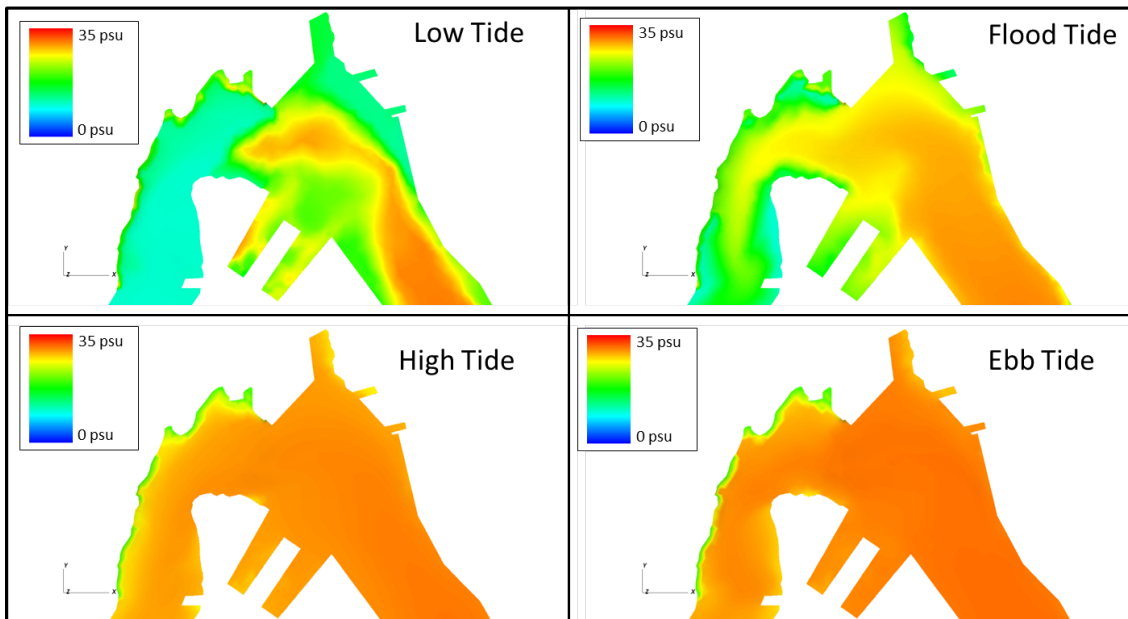 35 psu
0 psu
Low Tide
Y
Z
X
35 psu
0 psu
Flood Tide
Y
Z
X
35 psu
0 psu
High Tide
Y
Z
X
35 psu
0 psu
Ebb Tide
Y
Z
X